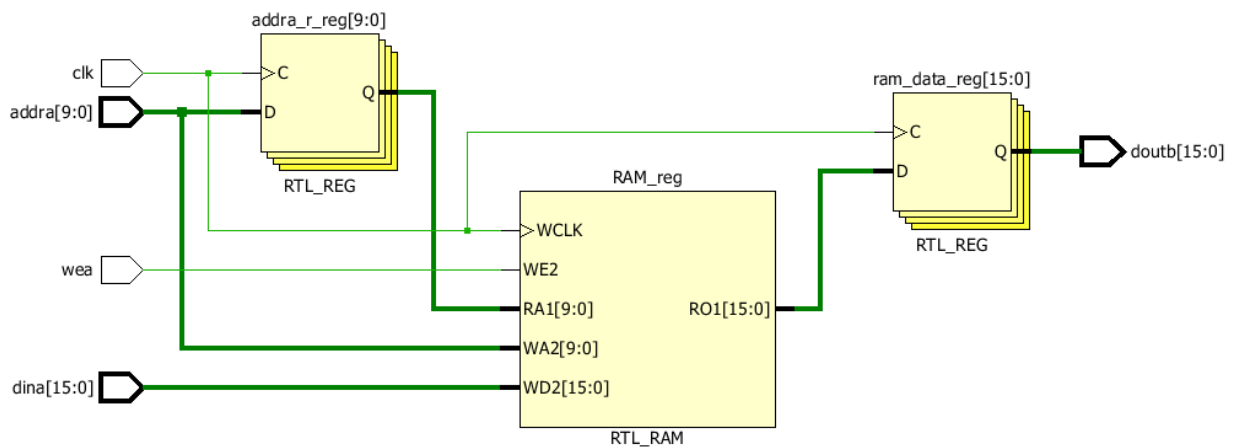 addra_r_reg[9:0]
clk
C
addra[9:0]
D
Q
RTL_REG
ram_data_reg[15:0]
C
D
Q
doutb[15:0]
RTL_REG
RAM_reg
WCLK
wea
WE2
RA1[9:0]
RO1[15:0]
WA2[9:0]
dina[15:0]
WD2[15:0]
RTL_RAM